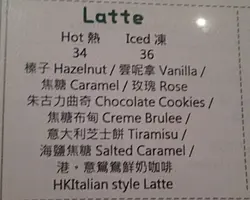 Latte
Hot 熱 Iced 凍
34 36
榛子 Hazelnut / 雲呢拿 Vanilla /
焦糖 Caramel / 玫瑰 Rose
朱古力曲奇 Chocolate Cookies /
焦糖布甸 Creme Brulee /
意大利芝士餅 Tiramisu /
海鹽焦糖 Salted Caramel /
港。意鴛鴦鮮奶咖啡
HKItalian style Latte